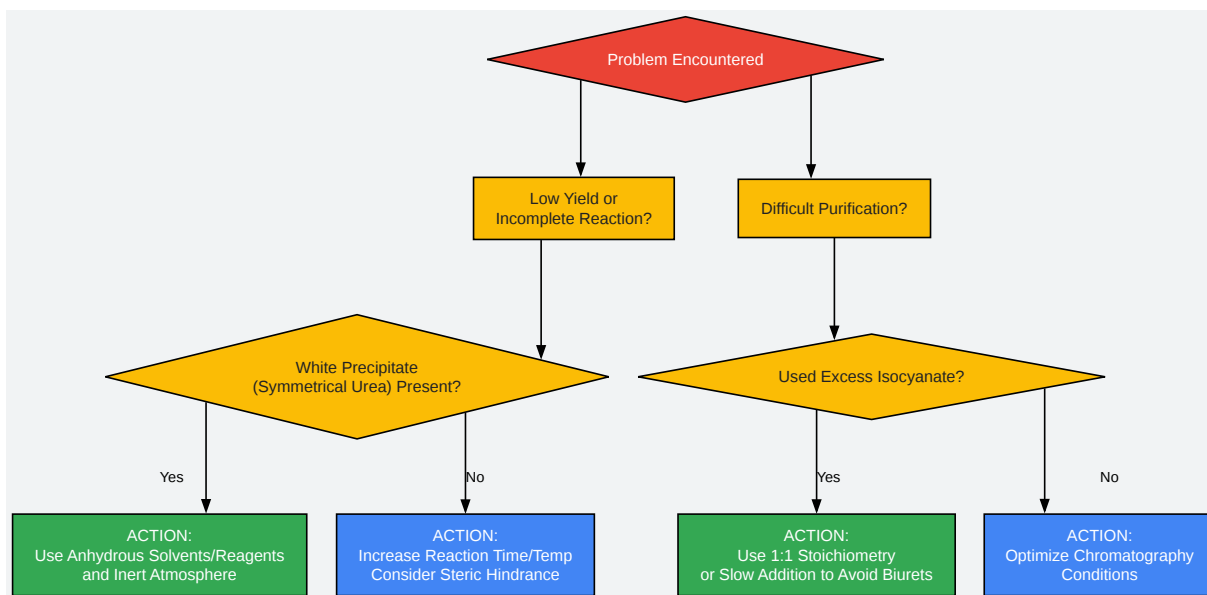 Problem Encountered
Low Yield or
Incomplete Reaction?
Difficult Purification?
White Precipitate
(Symmetrical Urea) Present?
Used Excess Isocyanate?
Yes
No
Yes
No
ACTION:
Use Anhydrous Solvents/Reagents
and Inert Atmosphere
ACTION:
Increase Reaction Time/Temp
Consider Steric Hindrance
ACTION:
Use 1:1 Stoichiometry
or Slow Addition to Avoid Biurets
ACTION:
Optimize Chromatography
Conditions